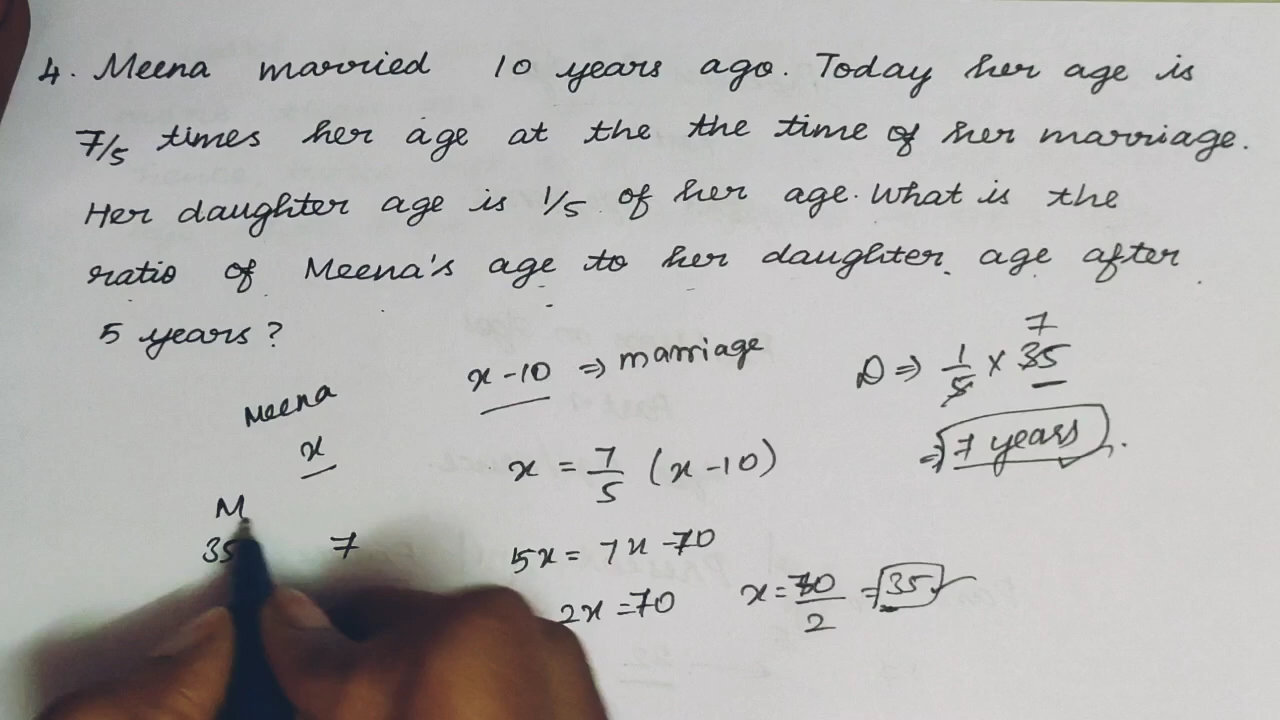 4. Meena married 10 years ago. Today her age is
7/5 times her age at the the time of her marriage.
Her daughter age is 1/5 of her age. What is the
ratio of Meena's age to her daughter age after
5 years?
Meena
x
x-10 ⇒ marriage
x = 7/5 (x-10)
5x = 7x -70
2x = 70
x = 70/2 = 35
D ⇒ 1/5 × 35
7
⇒ 7 years.
M
35 7